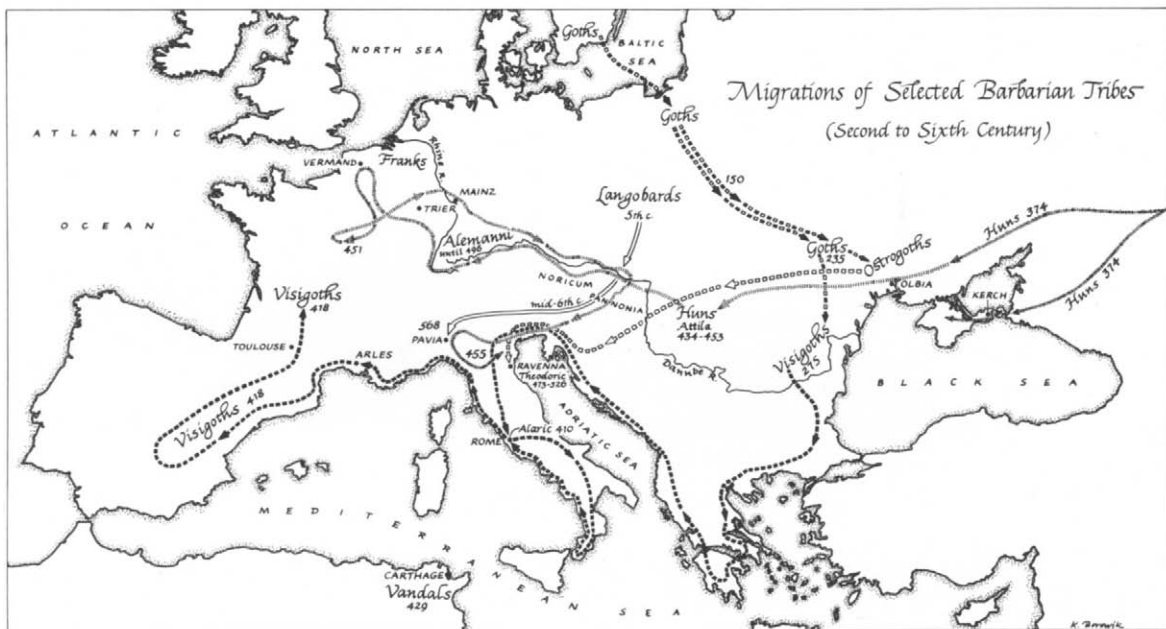 Migrations of Selected Barbarian Tribes
(Second to Sixth Century)
NORTH SEA
BALTIC
SEA
Goths
Goths
ATLANTIC
OCEAN
VERMAND
Franks
Rhine R.
MAINZ
TRIER
451
Alemanni
until 496
Langobards
5th c.
150
Goths
235
Ostrogoths
Huns 374
Huns 374
OLBIA
KERCH
NORICUM
PANNONIA
mid-6th c.
Huns
Attila
434-453
Visigoths
418
568
PAVIA
455
TOULOUSE
ARLES
RAVENNA
Theodoric
473-526
Danube R.
Visigoths
275
BLACK SEA
Visigoths 418
ADRIATIC SEA
Alaric 410
ROME
MEDITERRANEAN SEA
CARTHAGE
Vandals
429
K. Borowik